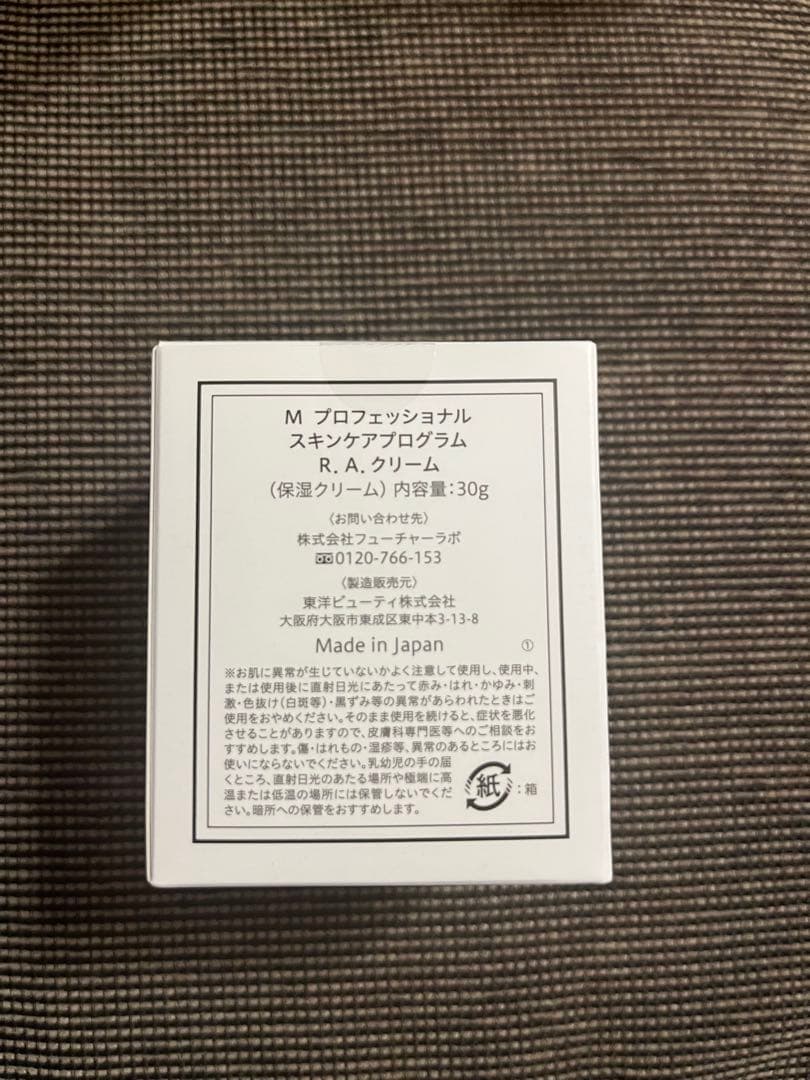 M プロフェッショナル
スキンケアプログラム
R. A. クリーム
(保湿クリーム) 内容量:30g
〈お問い合わせ先〉
株式会社フューチャーラボ
0120-766-153
〈製造販売元〉
東洋ビューティ株式会社
大阪府大阪市東成区東中本3-13-8
Made in Japan ①
※お肌に異常が生じていないかよく注意して使用し、使用中、
または使用後に直射日光にあたって赤み・はれ・かゆみ・刺
激・色抜け(白斑等)・黒ずみ等の異常があらわれたときはご
使用をおやめください。そのまま使用を続けると、症状を悪化
させることがありますので、皮膚科専門医等へのご相談をお
すすめします。傷・はれもの・湿疹等、異常のあるところにはお
使いにならないでください。乳幼児の手の届
くところ、直射日光のあたる場所や極端に高
温または低温の場所には保管しないでくだ
さい。暗所への保管をおすすめします。
紙:箱